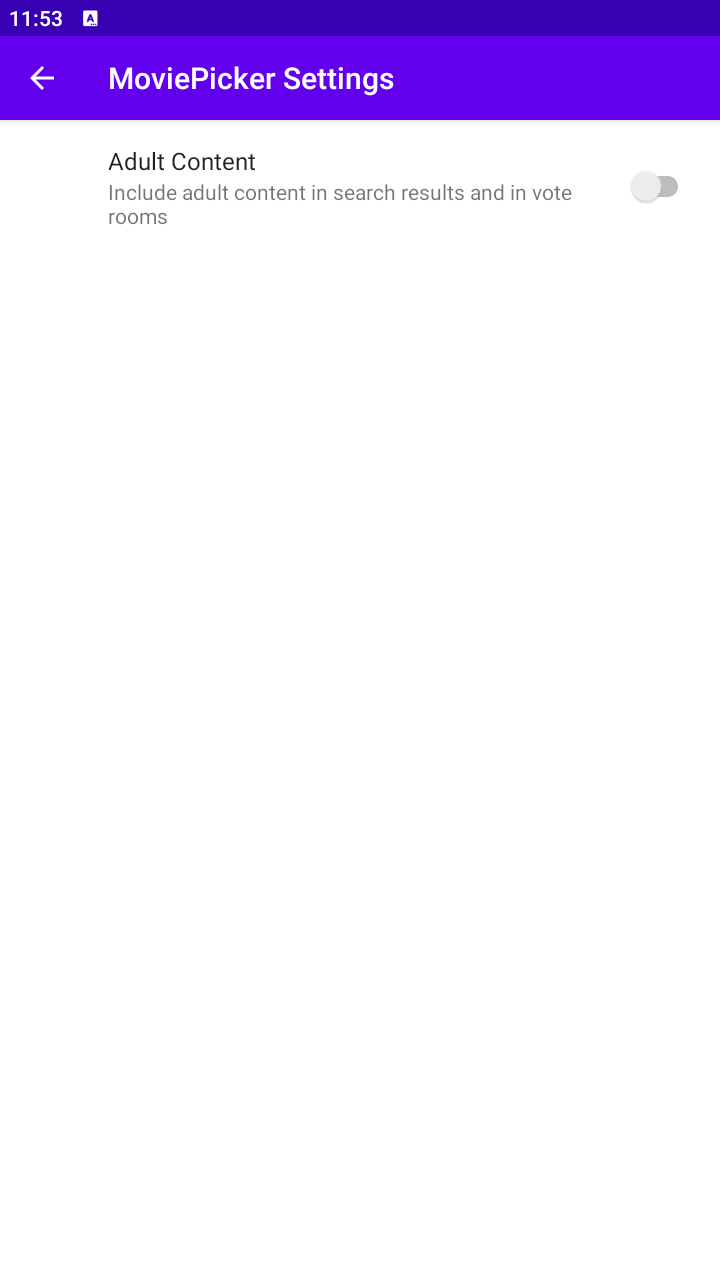 11:53
MoviePicker Settings
Adult Content
Include adult content in search results and in vote
rooms